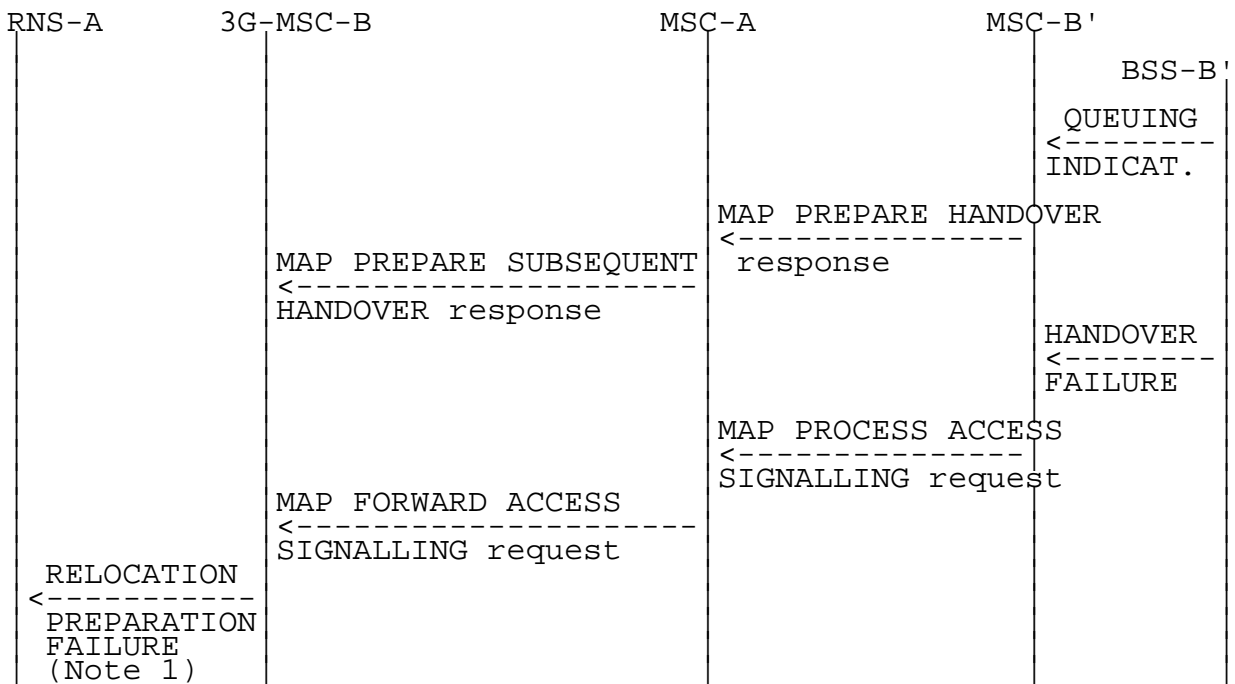 RNS-A 3G-MSC-B MSC-A MSC-B'
BSS-B'
QUEUING
<--------
INDICAT.
MAP PREPARE HANDOVER
<---------------
MAP PREPARE SUBSEQUENT response
<---------------------
HANDOVER response
HANDOVER
<--------
FAILURE
MAP PROCESS ACCESS
<---------------
SIGNALLING request
MAP FORWARD ACCESS
<---------------------
SIGNALLING request
RELOCATION
<-----------
PREPARATION
FAILURE
(Note 1)